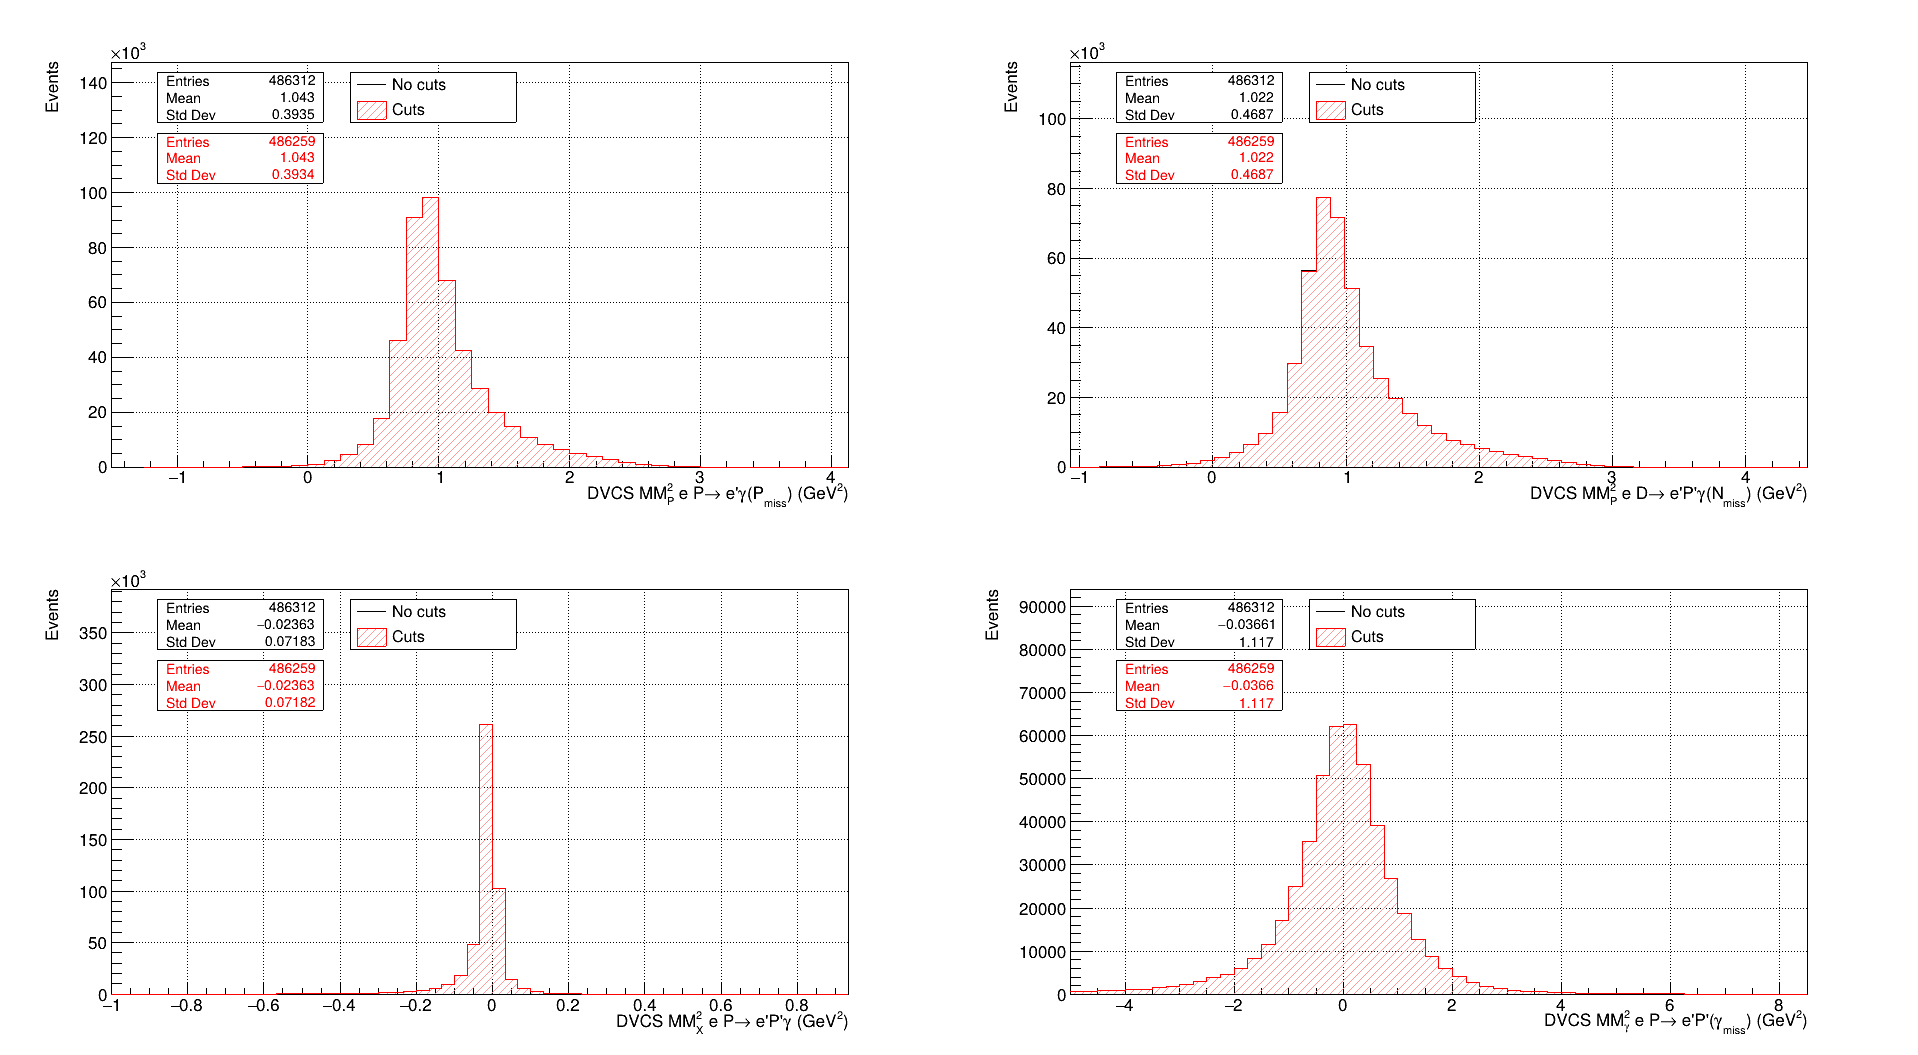 ×10³
Events
140
120
100
80
60
40
20
0
Entries 486312
Mean 1.043
Std Dev 0.3935
Entries 486259
Mean 1.043
Std Dev 0.3934
No cuts
Cuts
−1 0 1 2 3 4
DVCS MM²_P e P→ e'γ(P_miss) (GeV²)
×10³
Events
100
80
60
40
20
0
Entries 486312
Mean 1.022
Std Dev 0.4687
Entries 486259
Mean 1.022
Std Dev 0.4687
No cuts
Cuts
−1 0 1 2 3 4
DVCS MM²_P e D→ e'P'γ(N_miss) (GeV²)
×10³
Events
350
300
250
200
150
100
50
0
Entries 486312
Mean −0.02363
Std Dev 0.07183
Entries 486259
Mean −0.02363
Std Dev 0.07182
No cuts
Cuts
−1 −0.8 −0.6 −0.4 −0.2 0 0.2 0.4 0.6 0.8
DVCS MM²_X e P→ e'P'γ (GeV²)
Events
90000
80000
70000
60000
50000
40000
30000
20000
10000
0
Entries 486312
Mean −0.03661
Std Dev 1.117
Entries 486259
Mean −0.0366
Std Dev 1.117
No cuts
Cuts
−4 −2 0 2 4 6 8
DVCS MM²_γ e P→ e'P'(γ_miss) (GeV²)